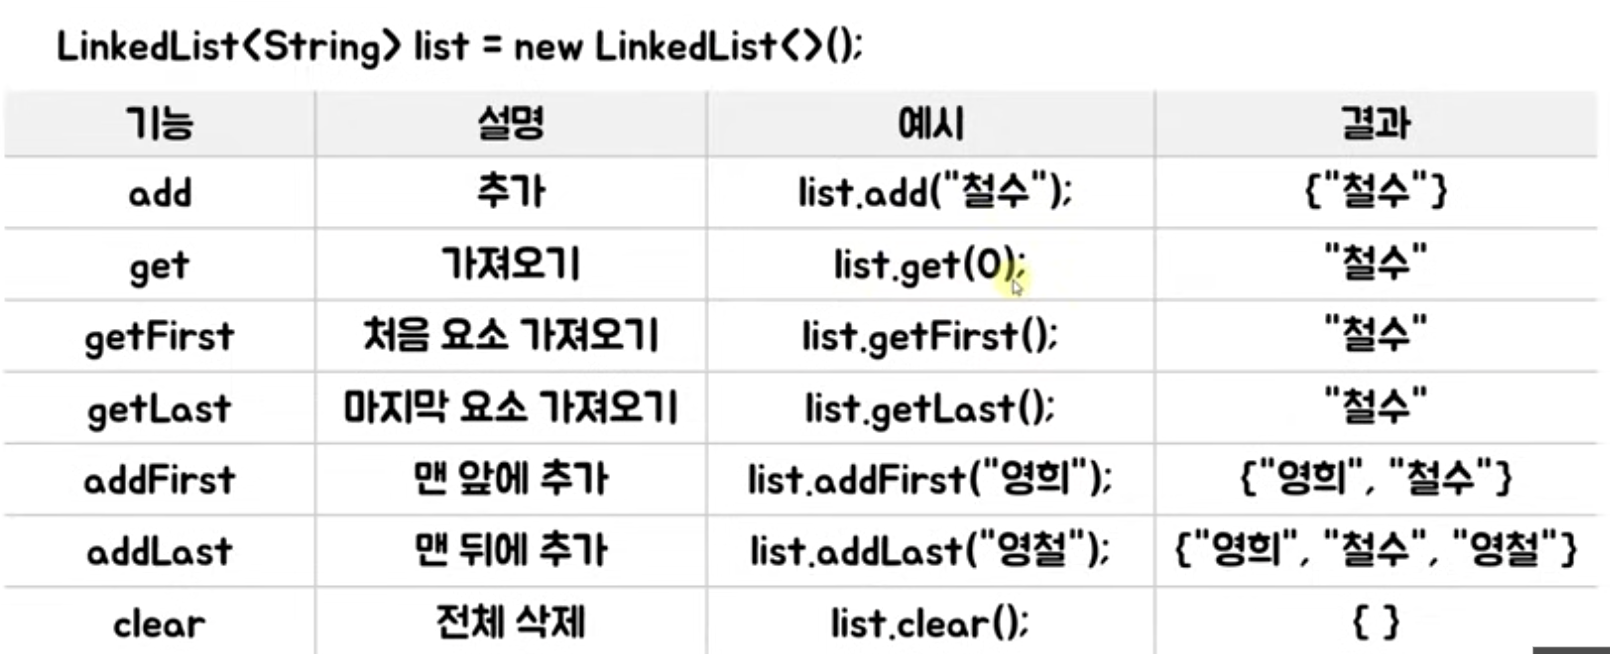 LinkedList<String> list = new LinkedList<>();
기능 설명 예시 결과
add 추가 list.add("철수"); {"철수"}
get 가져오기 list.get(0); "철수"
getFirst 처음 요소 가져오기 list.getFirst(); "철수"
getLast 마지막 요소 가져오기 list.getLast(); "철수"
addFirst 맨 앞에 추가 list.addFirst("영희"); {"영희", "철수"}
addLast 맨 뒤에 추가 list.addLast("영철"); {"영희", "철수", "영철"}
clear 전체 삭제 list.clear(); { }